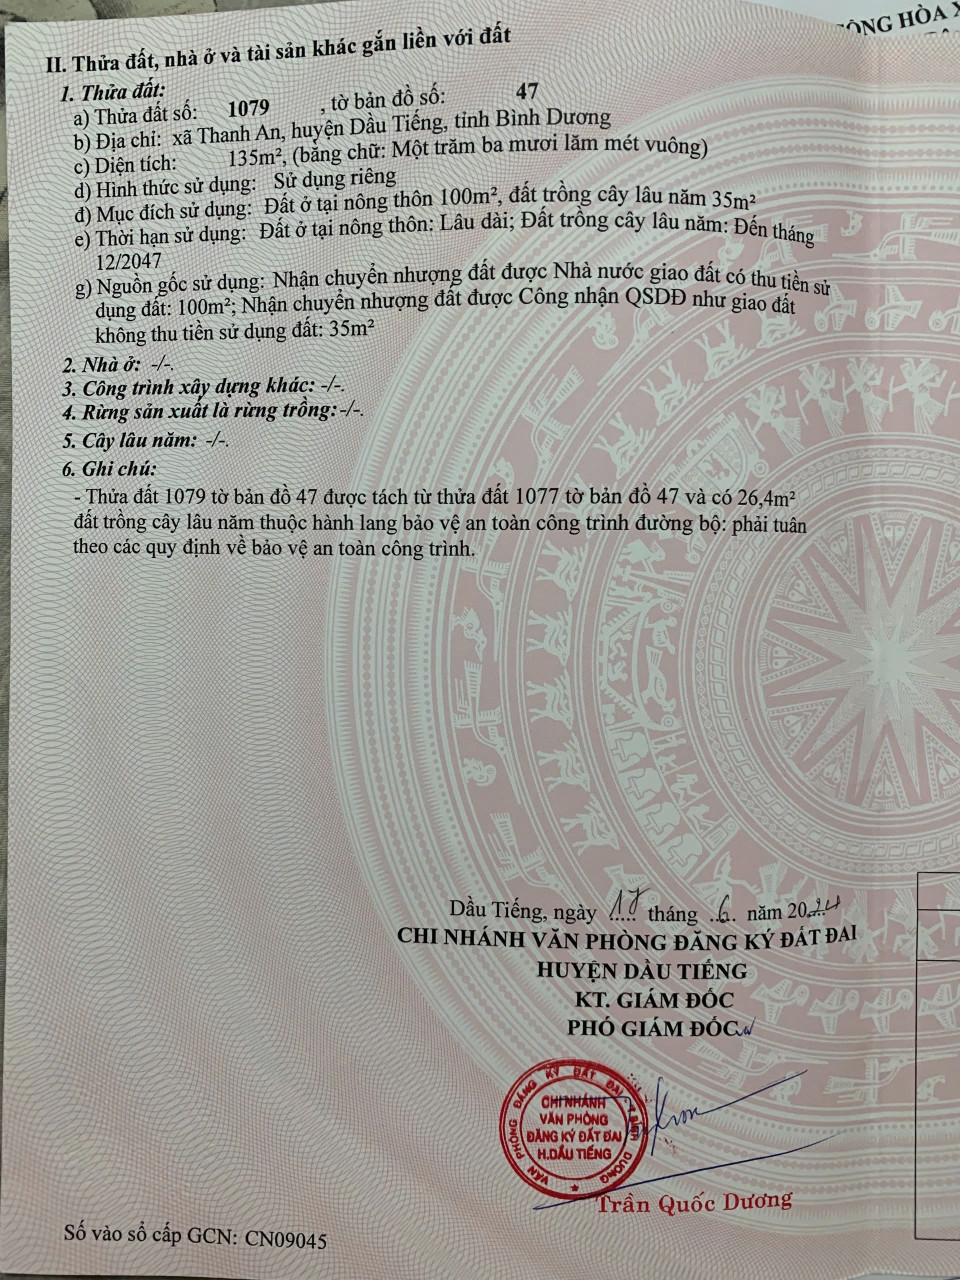 CỘNG HÒA X
II. Thửa đất, nhà ở và tài sản khác gắn liền với đất
1. Thửa đất:
a) Thửa đất số: 1079 , tờ bản đồ số: 47
b) Địa chỉ: xã Thanh An, huyện Dầu Tiếng, tỉnh Bình Dương
c) Diện tích: 135m², (bằng chữ: Một trăm ba mươi lăm mét vuông)
d) Hình thức sử dụng: Sử dụng riêng
đ) Mục đích sử dụng: Đất ở tại nông thôn 100m², đất trồng cây lâu năm 35m²
e) Thời hạn sử dụng: Đất ở tại nông thôn: Lâu dài; Đất trồng cây lâu năm: Đến tháng
12/2047
g) Nguồn gốc sử dụng: Nhận chuyển nhượng đất được Nhà nước giao đất có thu tiền sử
dụng đất: 100m²; Nhận chuyển nhượng đất được Công nhận QSDĐ như giao đất
không thu tiền sử dụng đất: 35m²
2. Nhà ở: -/-.
3. Công trình xây dựng khác: -/-.
4. Rừng sản xuất là rừng trồng:-/-.
5. Cây lâu năm: -/-.
6. Ghi chú:
- Thửa đất 1079 tờ bản đồ 47 được tách từ thửa đất 1077 tờ bản đồ 47 và có 26,4m²
đất trồng cây lâu năm thuộc hành lang bảo vệ an toàn công trình đường bộ: phải tuân
theo các quy định về bảo vệ an toàn công trình.
Dầu Tiếng, ngày 17 tháng 6 năm 2024
CHI NHÁNH VĂN PHÒNG ĐĂNG KÝ ĐẤT ĐAI
HUYỆN DẦU TIẾNG
KT. GIÁM ĐỐC
PHÓ GIÁM ĐỐC
VĂN PHÒNG ĐĂNG KÝ ĐẤT ĐAI T.BÌNH DƯƠNG
CHI NHÁNH
VĂN PHÒNG
ĐĂNG KÝ ĐẤT ĐAI
H.DẦU TIẾNG
Trần Quốc Dương
Số vào sổ cấp GCN: CN09045